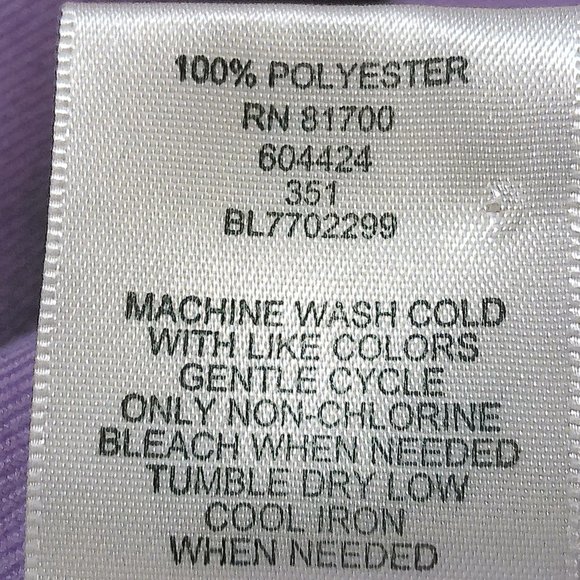 100% POLYESTER
RN 81700
604424
351
BL7702299
MACHINE WASH COLD
WITH LIKE COLORS
GENTLE CYCLE
ONLY NON-CHLORINE
BLEACH WHEN NEEDED
TUMBLE DRY LOW
COOL IRON
WHEN NEEDED